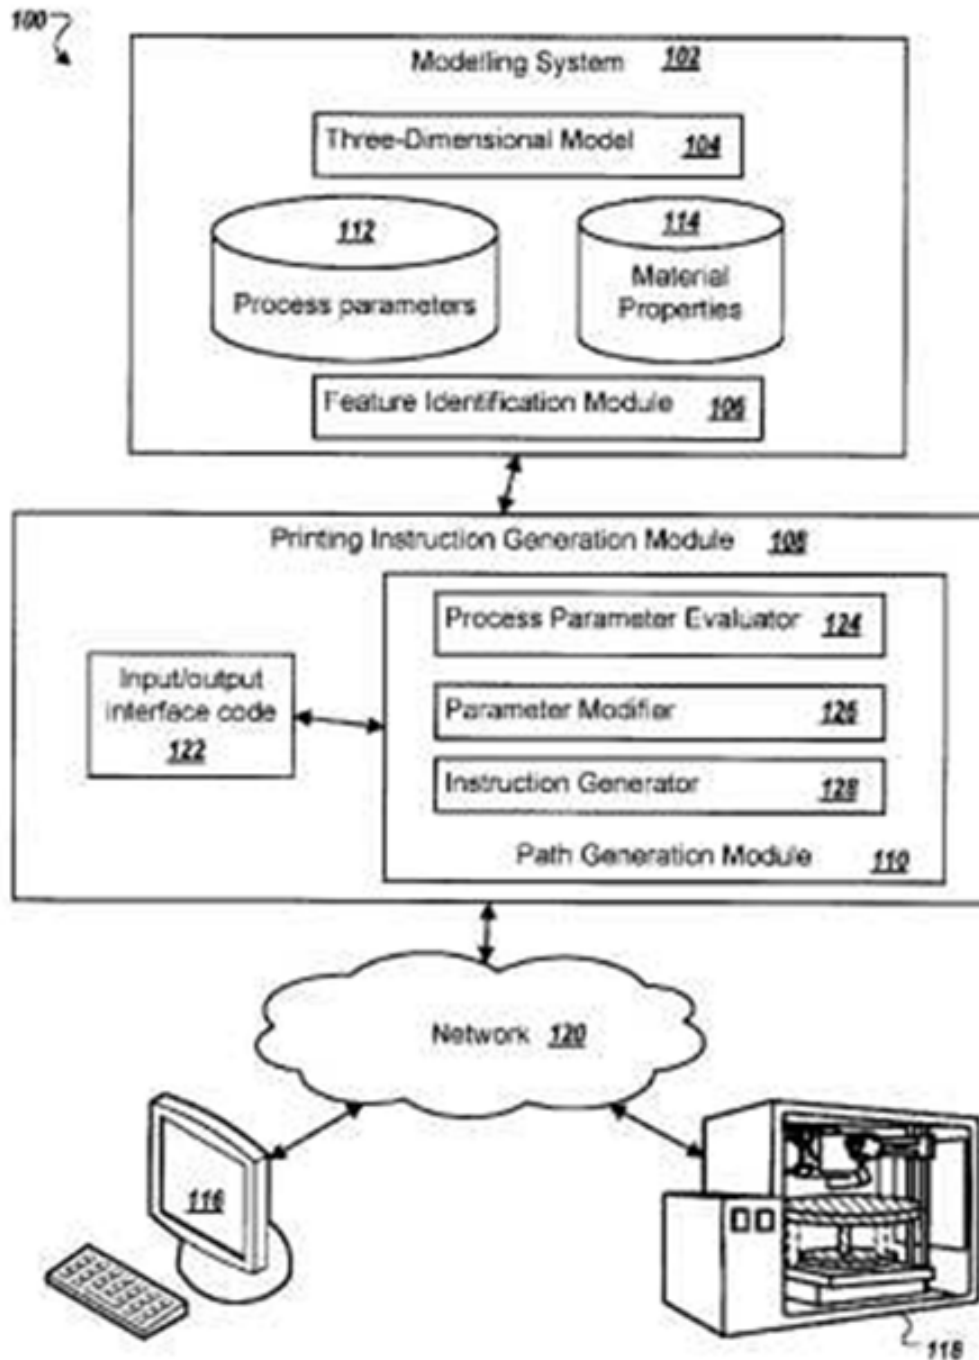 100
Modelling System 102
Three-Dimensional Model 104
112
Process parameters
114
Material
Properties
Feature Identification Module 106
Printing Instruction Generation Module 108
Input/output
interface code
122
Process Parameter Evaluator 124
Parameter Modifier 126
Instruction Generator 128
Path Generation Module 110
Network 120
116
118